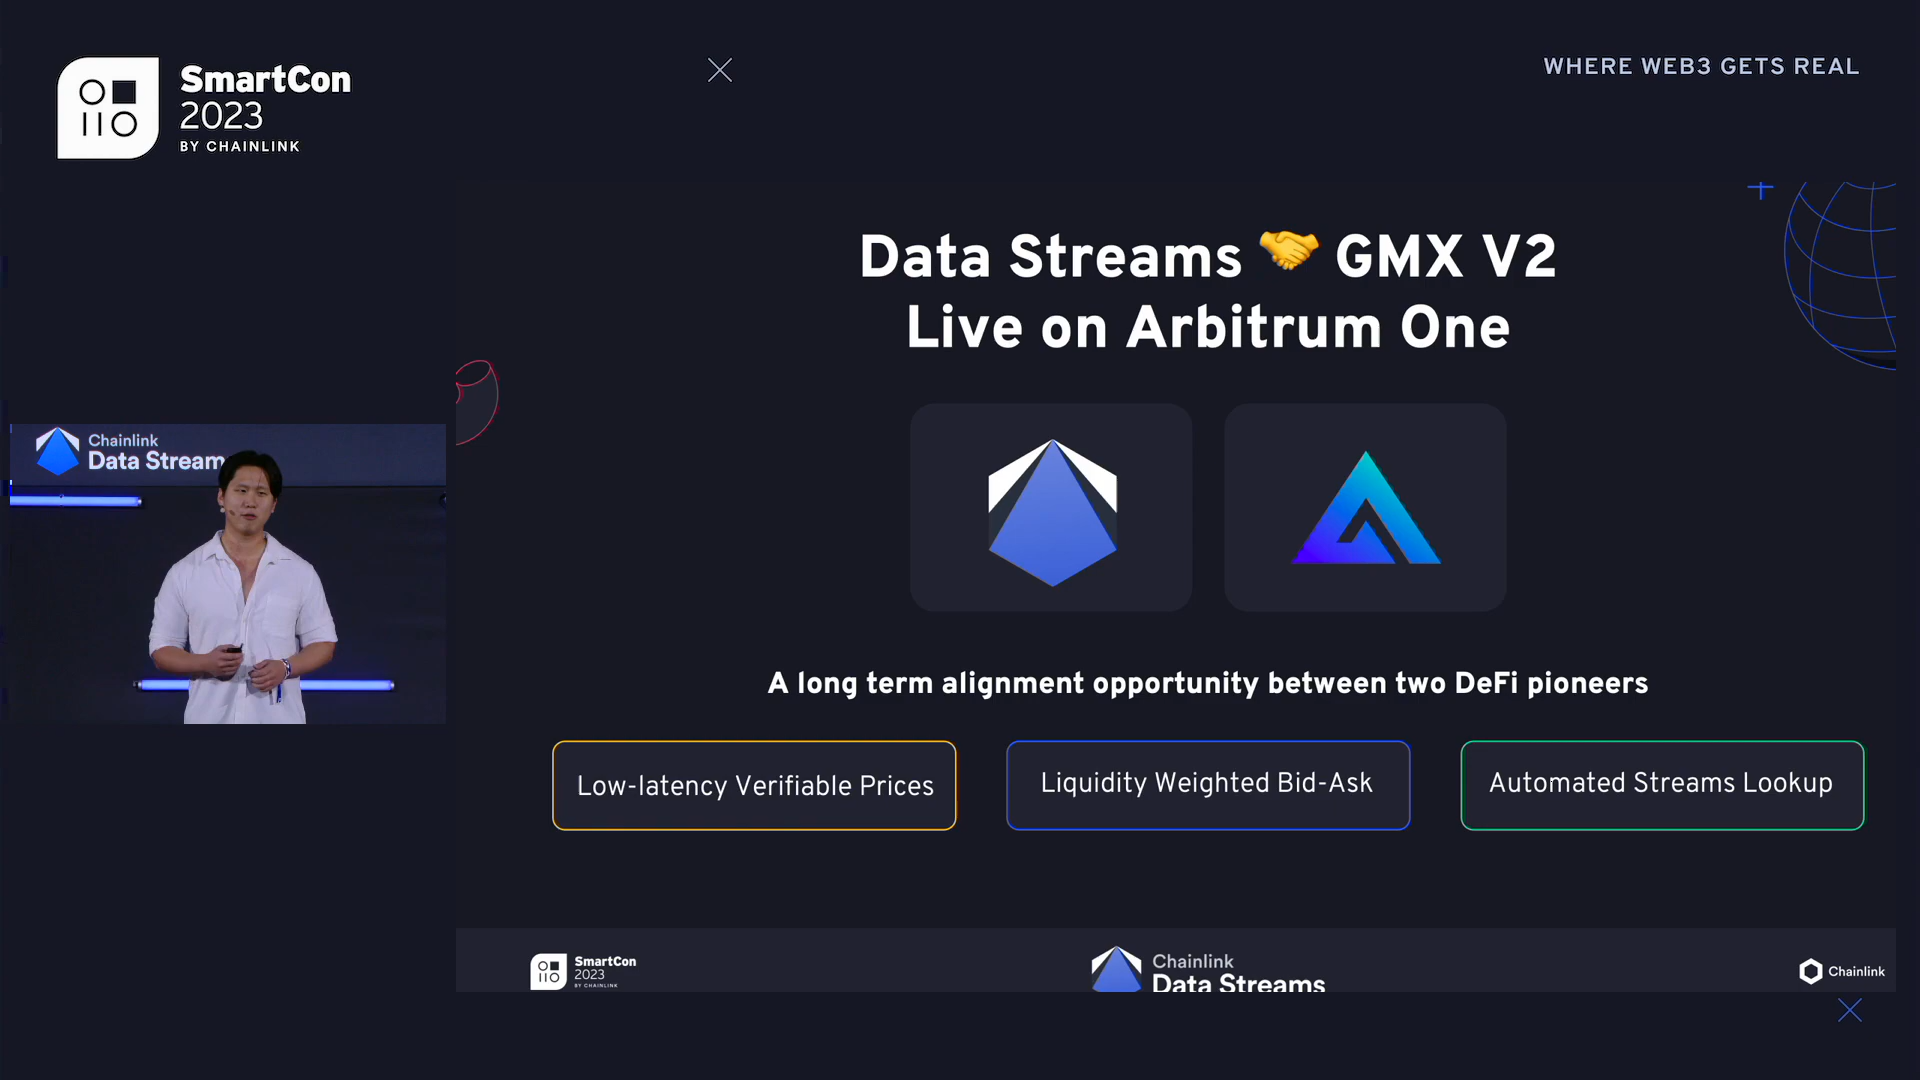 SmartCon
2023
BY CHAINLINK
WHERE WEB3 GETS REAL
Data Streams 🤝 GMX V2
Live on Arbitrum One
Chainlink
Data Stream
A long term alignment opportunity between two DeFi pioneers
Low-latency Verifiable Prices
Liquidity Weighted Bid-Ask
Automated Streams Lookup
SmartCon
2023
BY CHAINLINK
Chainlink
Data Streams
Chainlink